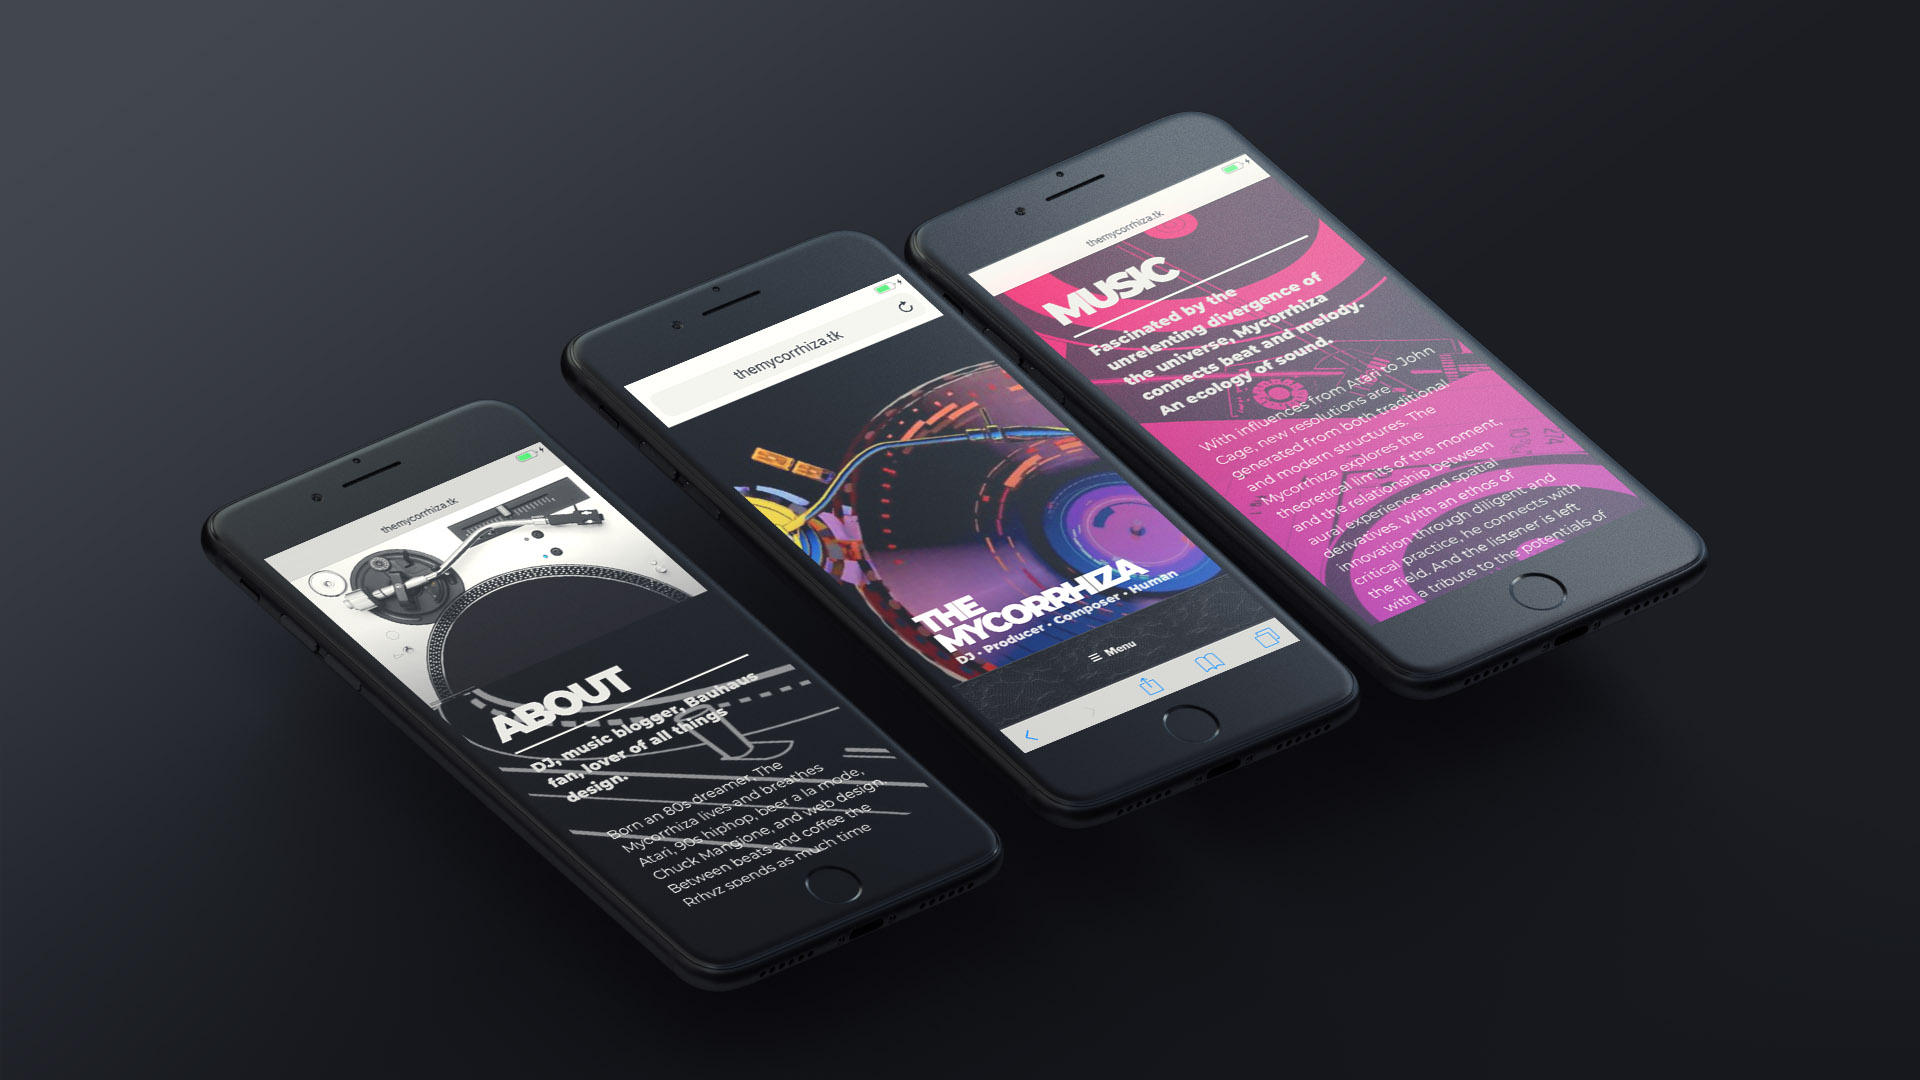 themycorrhiza.tk
ABOUT
DJ, music blogger, Bauhaus
fan, lover of all things
design.
Born an 80s dreamer, The
Mycorrhiza lives and breathes
Atari, 90s hiphop, beer a la mode,
Chuck Mangione, and web design.
Between beats and coffee the
Rrhyz spends as much time
themycorrhiza.tk
THE
MYCORRHIZA
DJ • Producer • Composer • Human
Menu
themycorrhiza.tk
MUSIC
Fascinated by the
unrelenting divergence of
the universe, Mycorrhiza
connects beat and melody.
An ecology of sound.
With influences from Atari to John
Cage, new resolutions are
generated from both traditional
and modern structures. The
Mycorrhiza explores the
theoretical limits of the moment,
and the relationship between
aural experience and spatial
derivatives. With an ethos of
innovation through diligent and
critical practice, he connects with
the field. And the listener is left
with a tribute to the potentials of